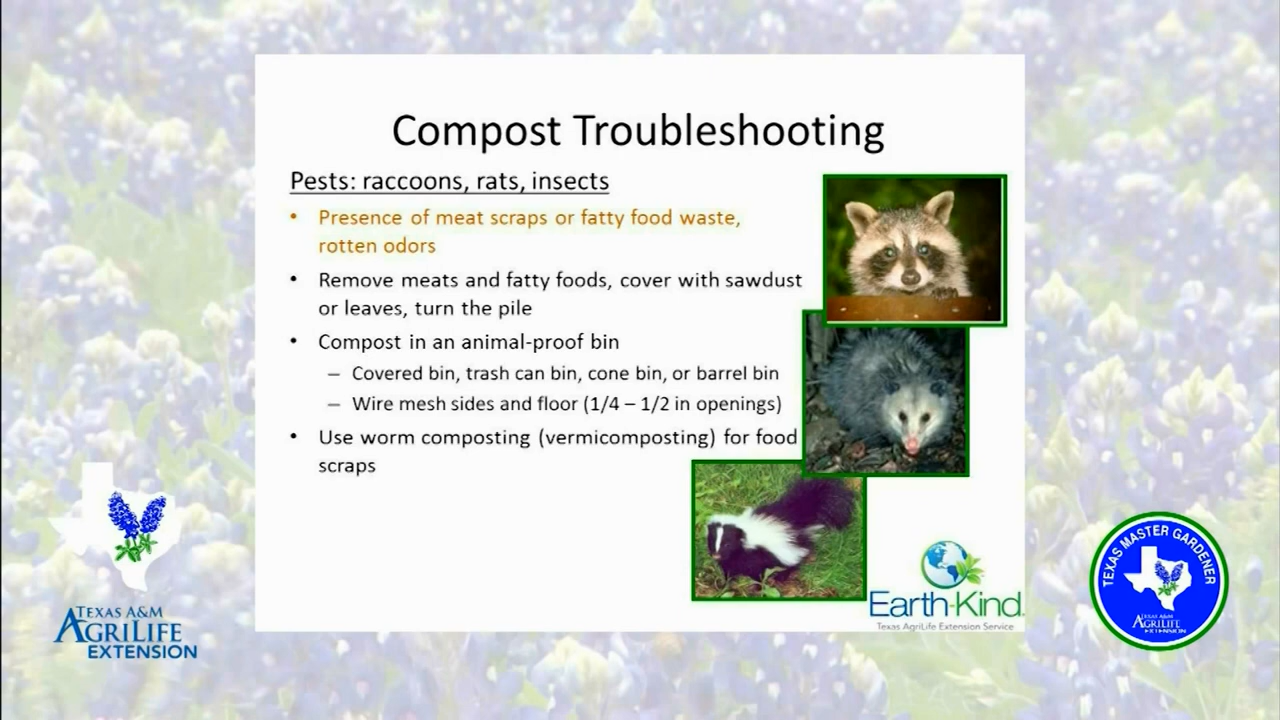 Compost Troubleshooting
Pests: raccoons, rats, insects
• Presence of meat scraps or fatty food waste,
rotten odors
• Remove meats and fatty foods, cover with sawdust
or leaves, turn the pile
• Compost in an animal-proof bin
– Covered bin, trash can bin, cone bin, or barrel bin
– Wire mesh sides and floor (1/4 – 1/2 in openings)
• Use worm composting (vermicomposting) for food
scraps
Earth-Kind
Texas AgriLife Extension Service
TEXAS A&M
AGRILIFE
EXTENSION
TEXAS MASTER GARDENER
TEXAS A&M
AGRILIFE
EXTENSION